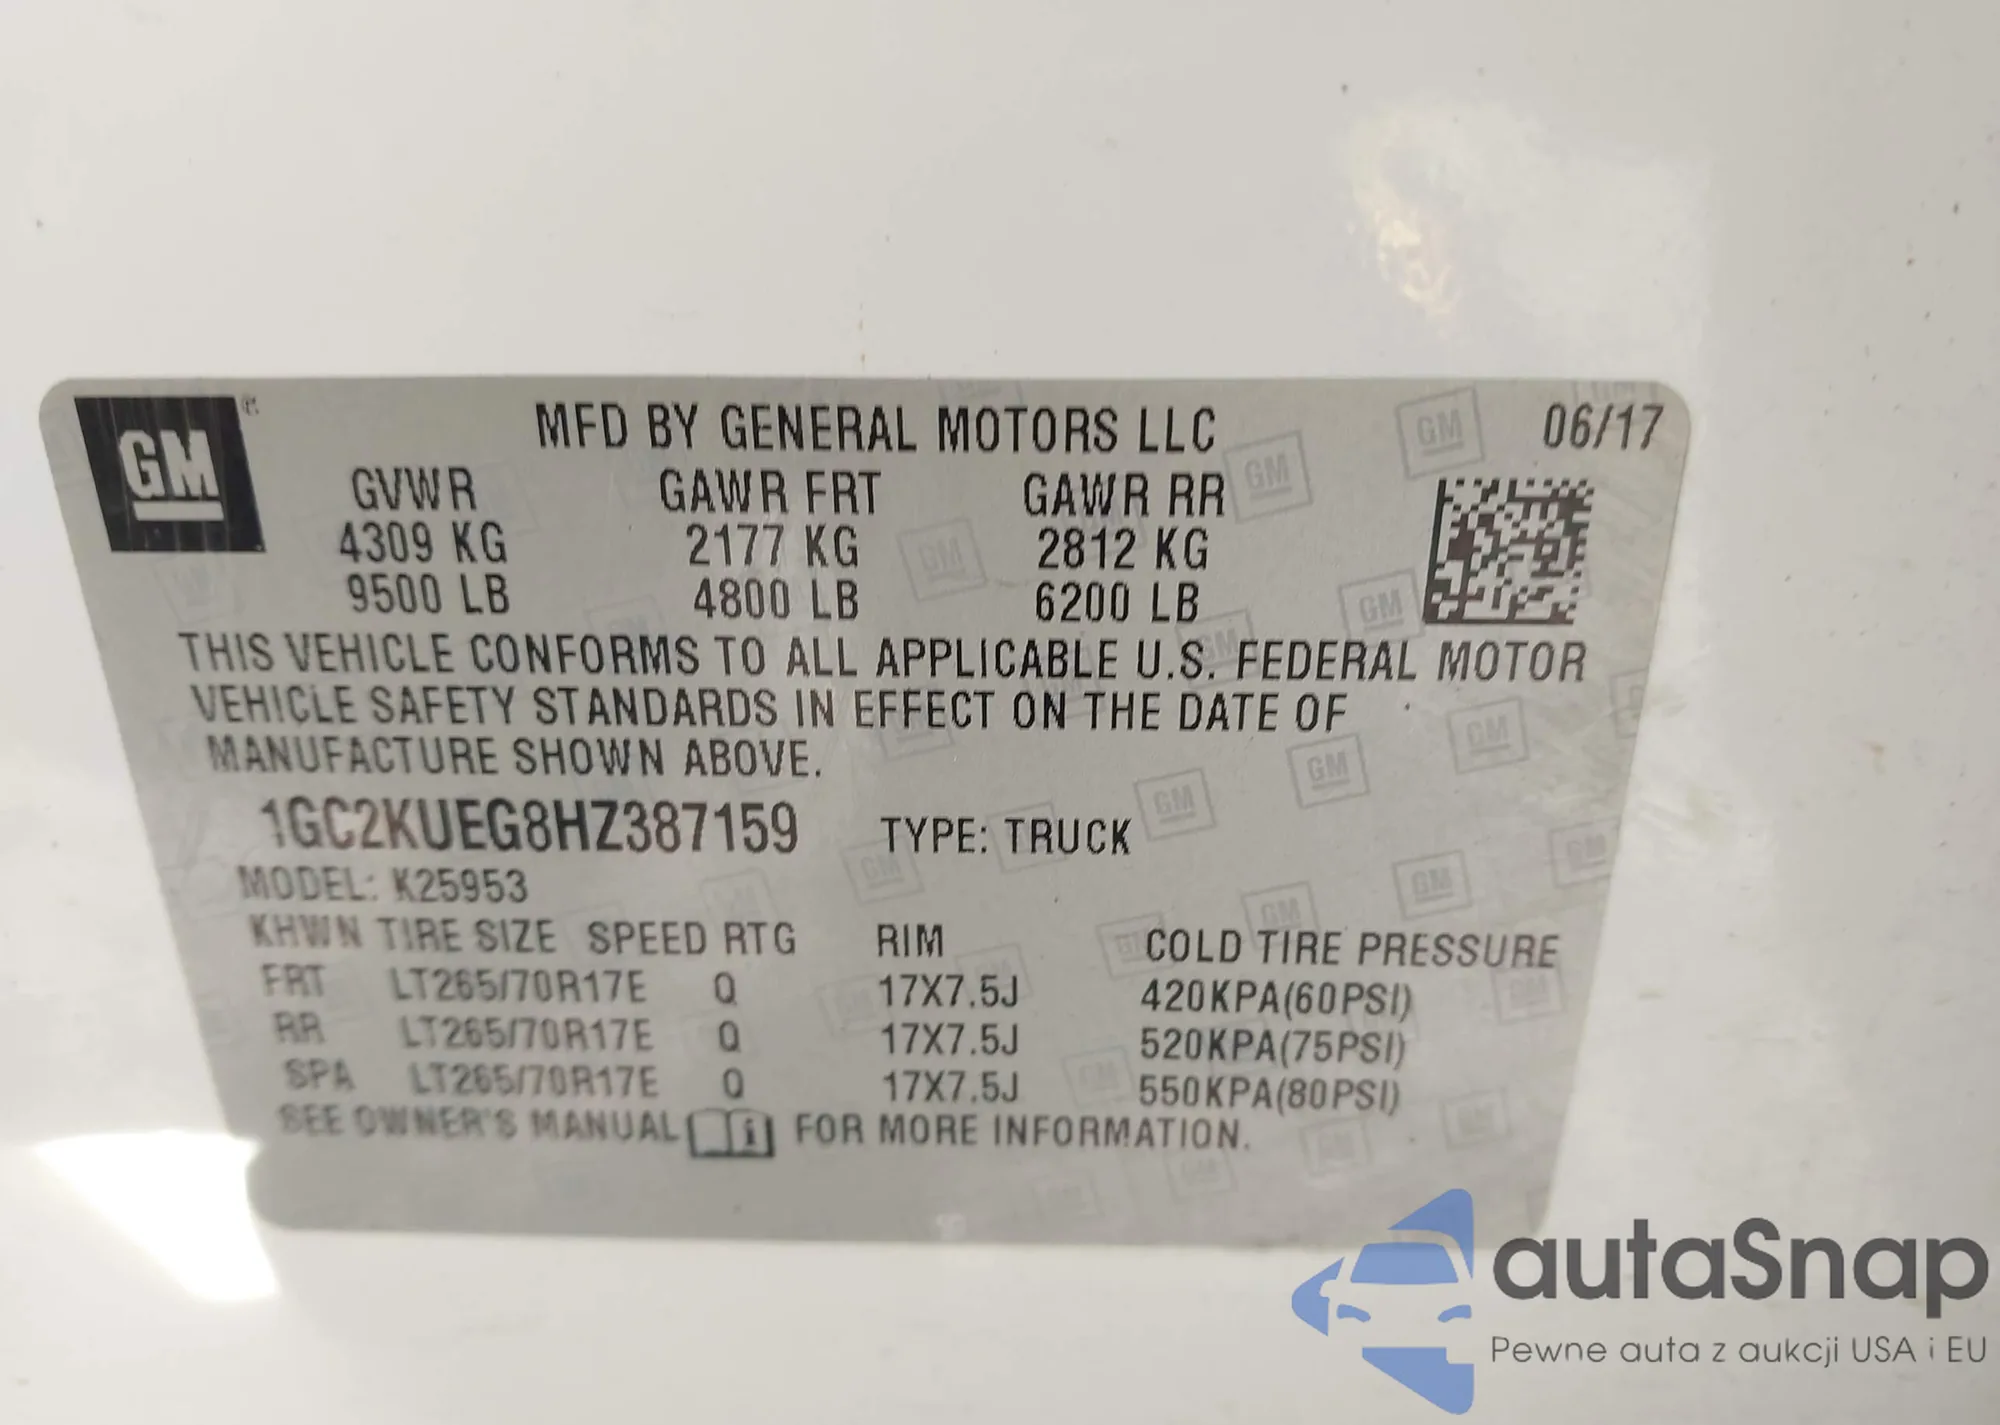 GM
MFD BY GENERAL MOTORS LLC 06/17
GVWR GAWR FRT GAWR RR
4309 KG 2177 KG 2812 KG
9500 LB 4800 LB 6200 LB
THIS VEHICLE CONFORMS TO ALL APPLICABLE U.S. FEDERAL MOTOR
VEHICLE SAFETY STANDARDS IN EFFECT ON THE DATE OF
MANUFACTURE SHOWN ABOVE.
1GC2KUEG8HZ387159 TYPE: TRUCK
MODEL: K25953
KHWN TIRE SIZE SPEED RTG RIM COLD TIRE PRESSURE
FRT LT265/70R17E Q 17X7.5J 420KPA(60PSI)
RR LT265/70R17E Q 17X7.5J 520KPA(75PSI)
SPA LT265/70R17E Q 17X7.5J 550KPA(80PSI)
SEE OWNER'S MANUAL FOR MORE INFORMATION.
autaSnap
Pewne auta z aukcji USA i EU